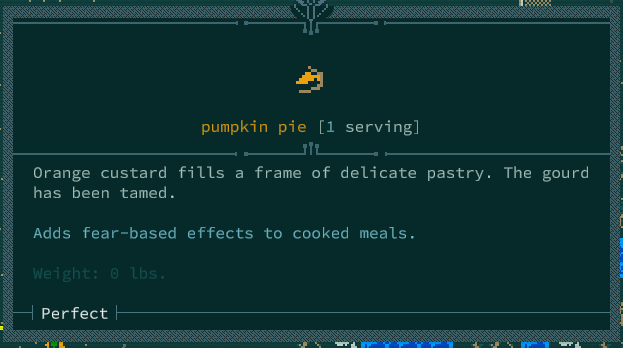 pumpkin pie [1 serving]
Orange custard fills a frame of delicate pastry. The gourd
has been tamed.
Adds fear-based effects to cooked meals.
Weight: 0 lbs.
Perfect